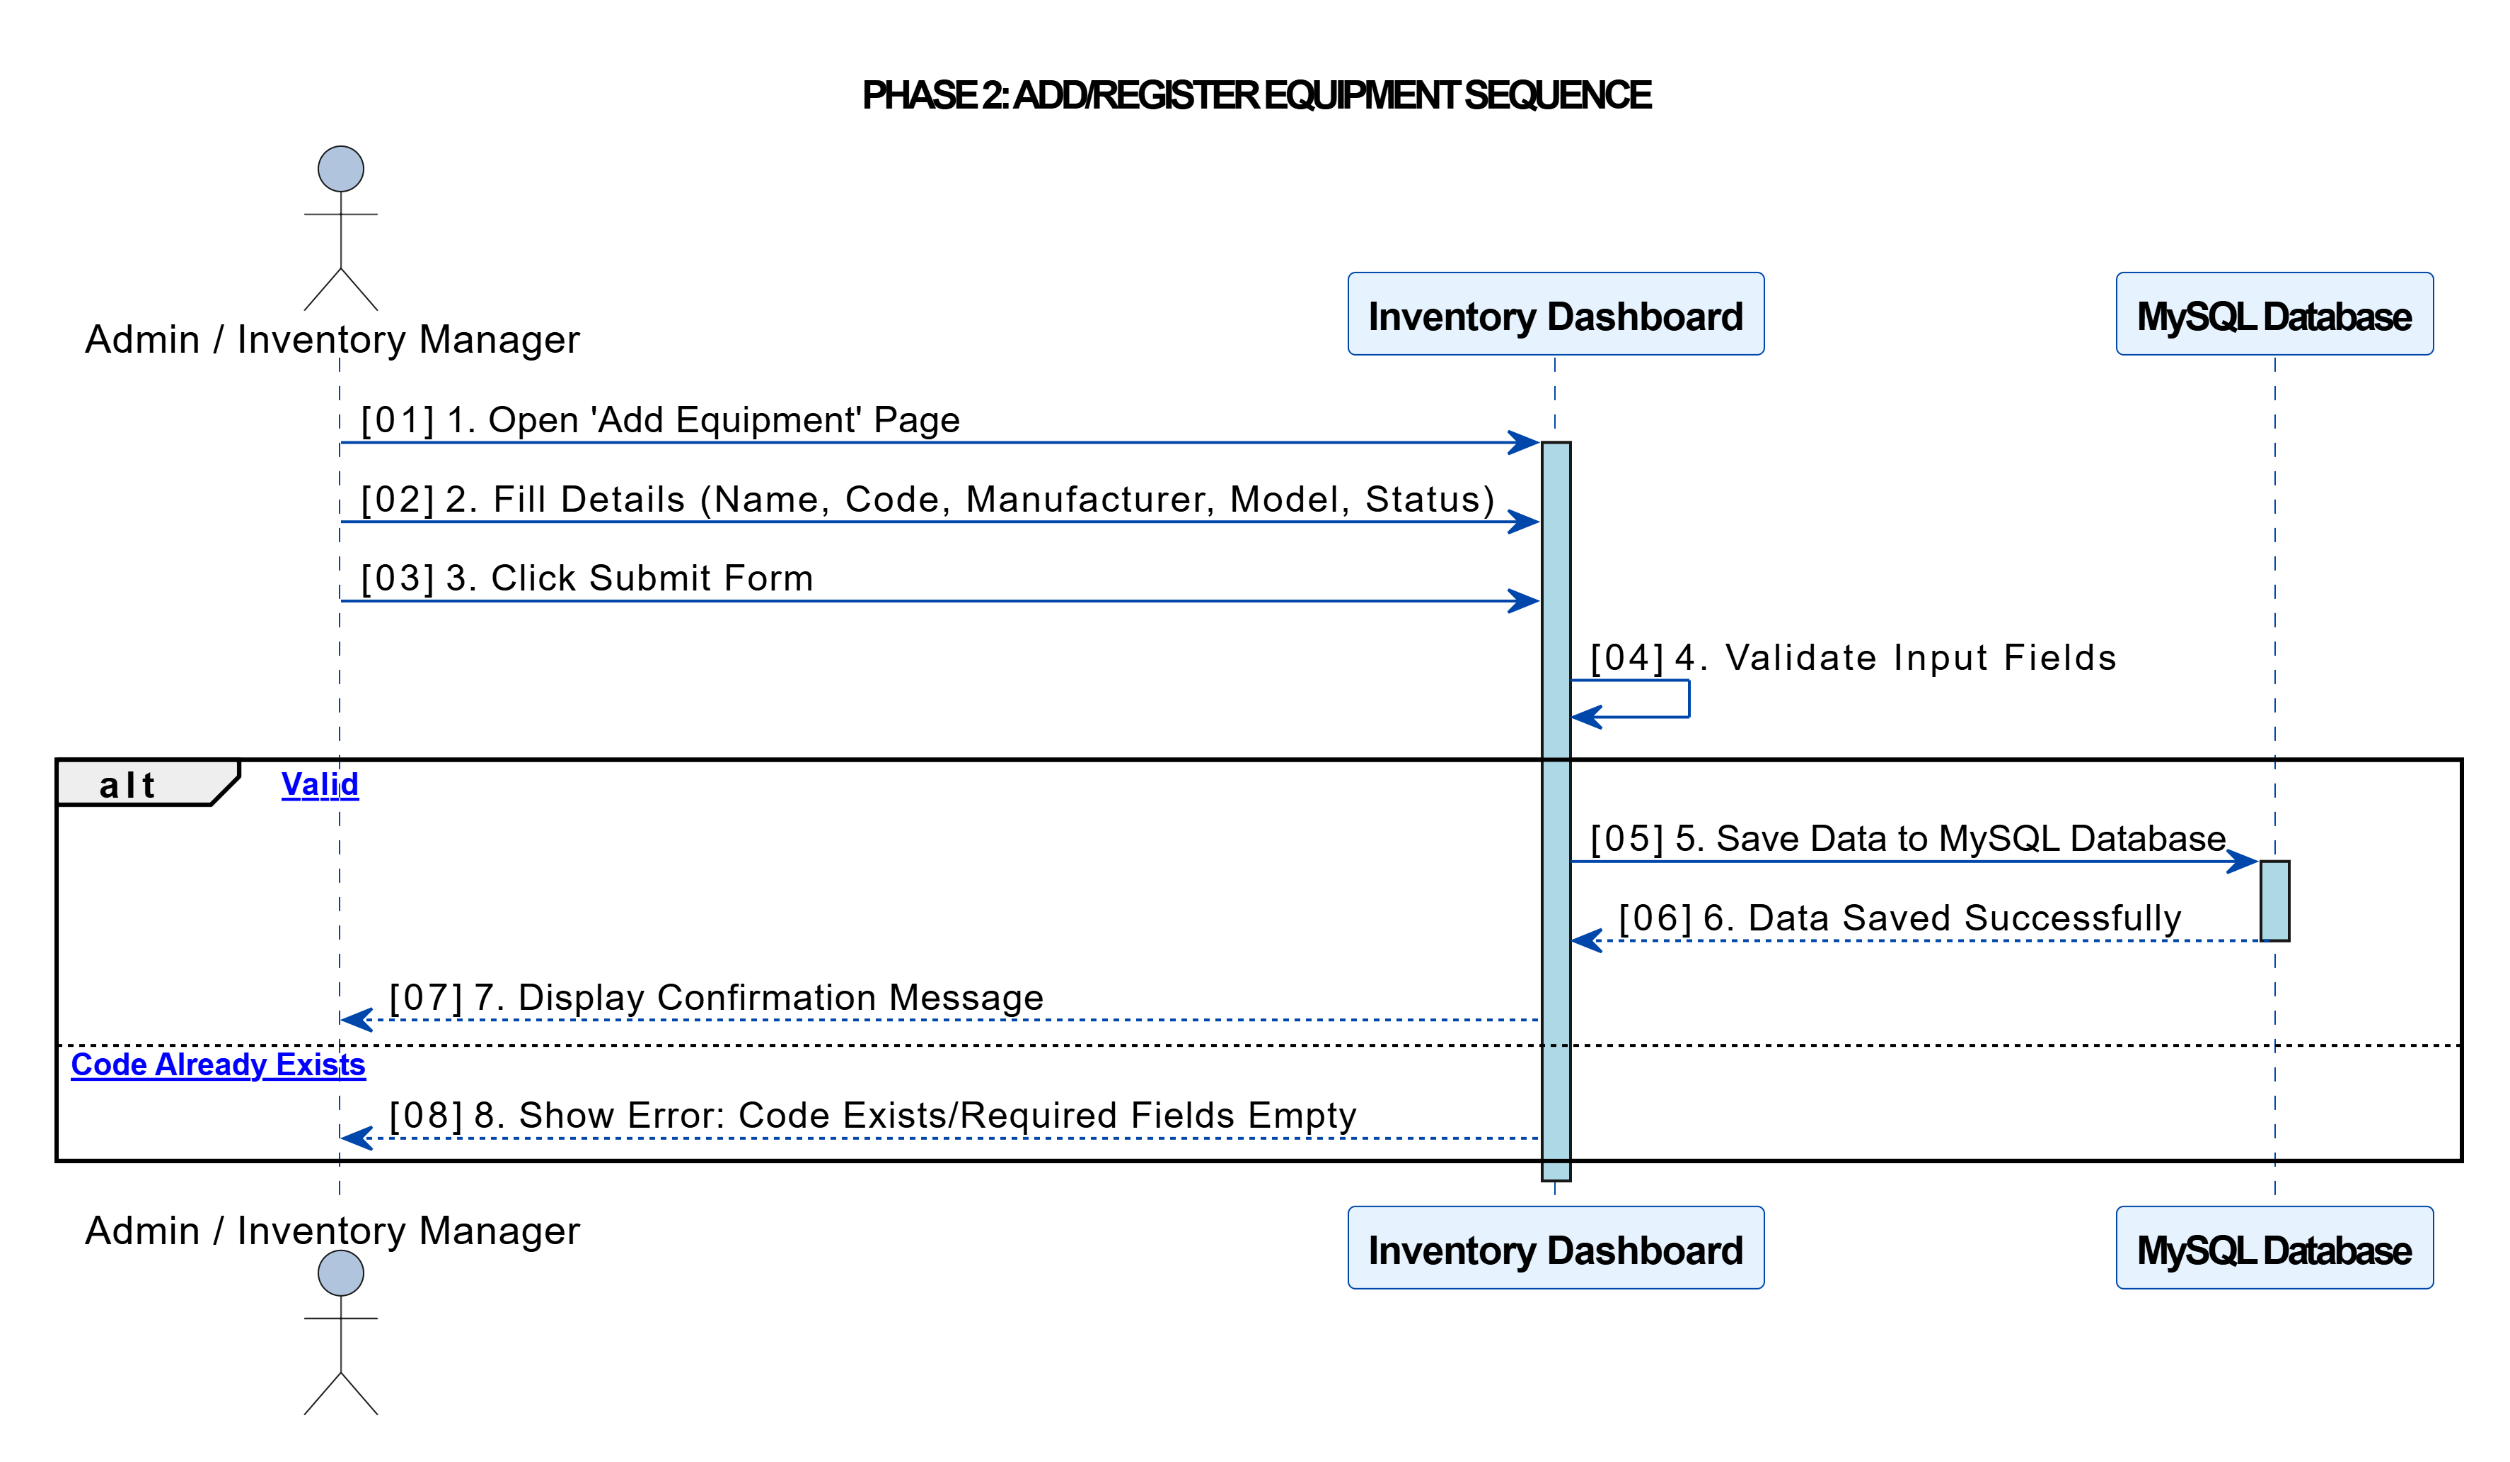 PHASE 2: ADD/REGISTER EQUIPMENT SEQUENCE
Admin / Inventory Manager
Inventory Dashboard
MySQL Database
[01] 1. Open 'Add Equipment' Page
[02] 2. Fill Details (Name, Code, Manufacturer, Model, Status)
[03] 3. Click Submit Form
[04] 4. Validate Input Fields
alt
Valid
[05] 5. Save Data to MySQL Database
[06] 6. Data Saved Successfully
[07] 7. Display Confirmation Message
Code Already Exists
[08] 8. Show Error: Code Exists/Required Fields Empty
Admin / Inventory Manager
Inventory Dashboard
MySQL Database